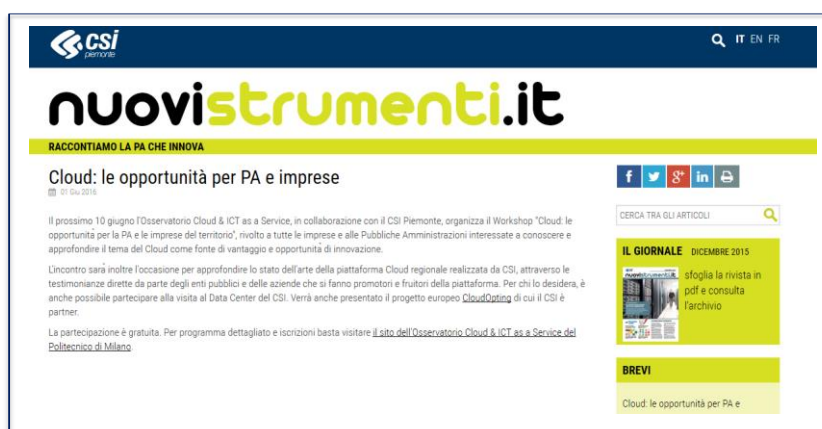 CSI
piemonte
IT EN FR
nuovistrumenti.it
RACCONTIAMO LA PA CHE INNOVA
Cloud: le opportunità per PA e imprese
01 Giu 2016
Il prossimo 10 giugno l'Osservatorio Cloud & ICT as a Service, in collaborazione con il CSI Piemonte, organizza il Workshop "Cloud: le
opportunità per la PA e le imprese del territorio", rivolto a tutte le imprese e alle Pubbliche Amministrazioni interessate a conoscere e
approfondire il tema del Cloud come fonte di vantaggio e opportunità di innovazione.
L'incontro sarà inoltre l'occasione per approfondire lo stato dell'arte della piattaforma Cloud regionale realizzata da CSI, attraverso le
testimonianze dirette da parte degli enti pubblici e delle aziende che si fanno promotori e fruitori della piattaforma. Per chi lo desidera, è
anche possibile partecipare alla visita al Data Center del CSI. Verrà anche presentato il progetto europeo CloudOpting di cui il CSI è
partner.
La partecipazione è gratuita. Per programma dettagliato e iscrizioni basta visitare il sito dell'Osservatorio Cloud & ICT as a Service del
Politecnico di Milano.
f g+ in
CERCA TRA GLI ARTICOLI
IL GIORNALE DICEMBRE 2015
sfoglia la rivista in
pdf e consulta
l'archivio
BREVI
Cloud: le opportunità per PA e